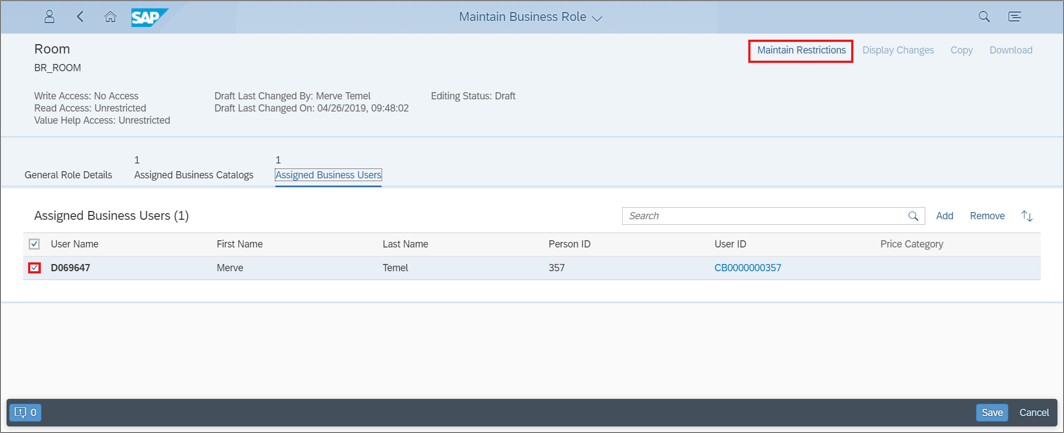 SAP
Maintain Business Role
Room
Maintain Restrictions Display Changes Copy Download
BR_ROOM
Write Access: No Access Draft Last Changed By: Merve Temel Editing Status: Draft
Read Access: Unrestricted Draft Last Changed On: 04/26/2019, 09:48:02
Value Help Access: Unrestricted
1 1
General Role Details Assigned Business Catalogs Assigned Business Users
Assigned Business Users (1) Search Add Remove
User Name First Name Last Name Person ID User ID Price Category
D069647 Merve Temel 357 CB0000000357
0 Save Cancel